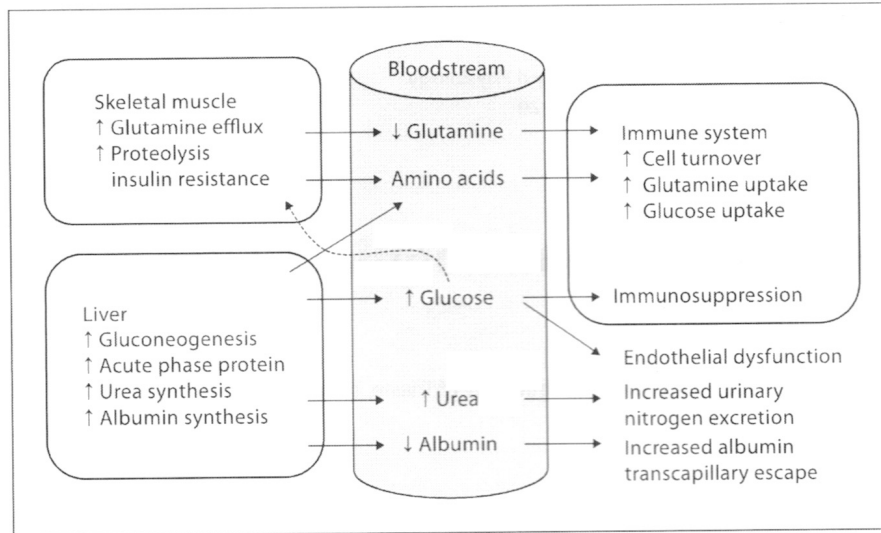 Skeletal muscle
↑ Glutamine efflux
↑ Proteolysis
insulin resistance
Liver
↑ Gluconeogenesis
↑ Acute phase protein
↑ Urea synthesis
↑ Albumin synthesis
Bloodstream
↓ Glutamine
Amino acids
↑ Glucose
↑ Urea
↓ Albumin
Immune system
↑ Cell turnover
↑ Glutamine uptake
↑ Glucose uptake
Immunosuppression
Endothelial dysfunction
Increased urinary
nitrogen excretion
Increased albumin
transcapillary escape